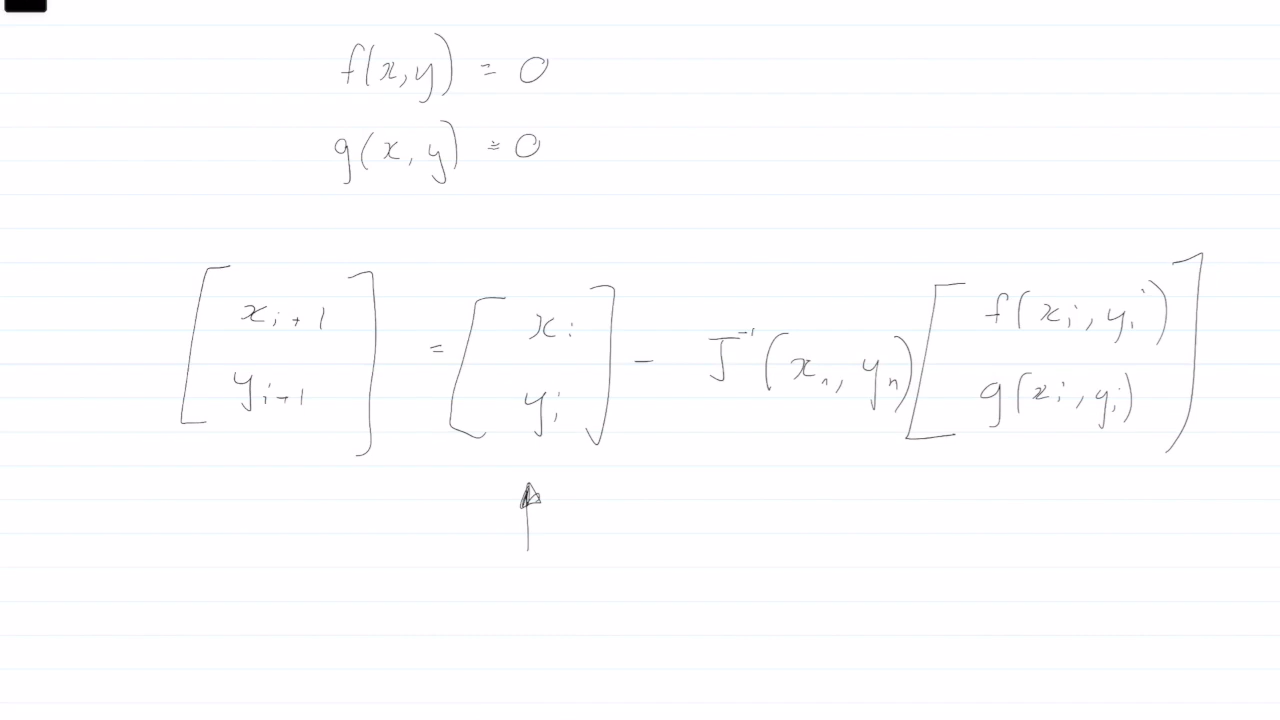 f(x,y) = 0
g(x,y) = 0
[x_{i+1} y_{i+1}] = [x_i y_i] - J^{-1}(x_n, y_n) [f(x_i, y_i) g(x_i, y_i)]